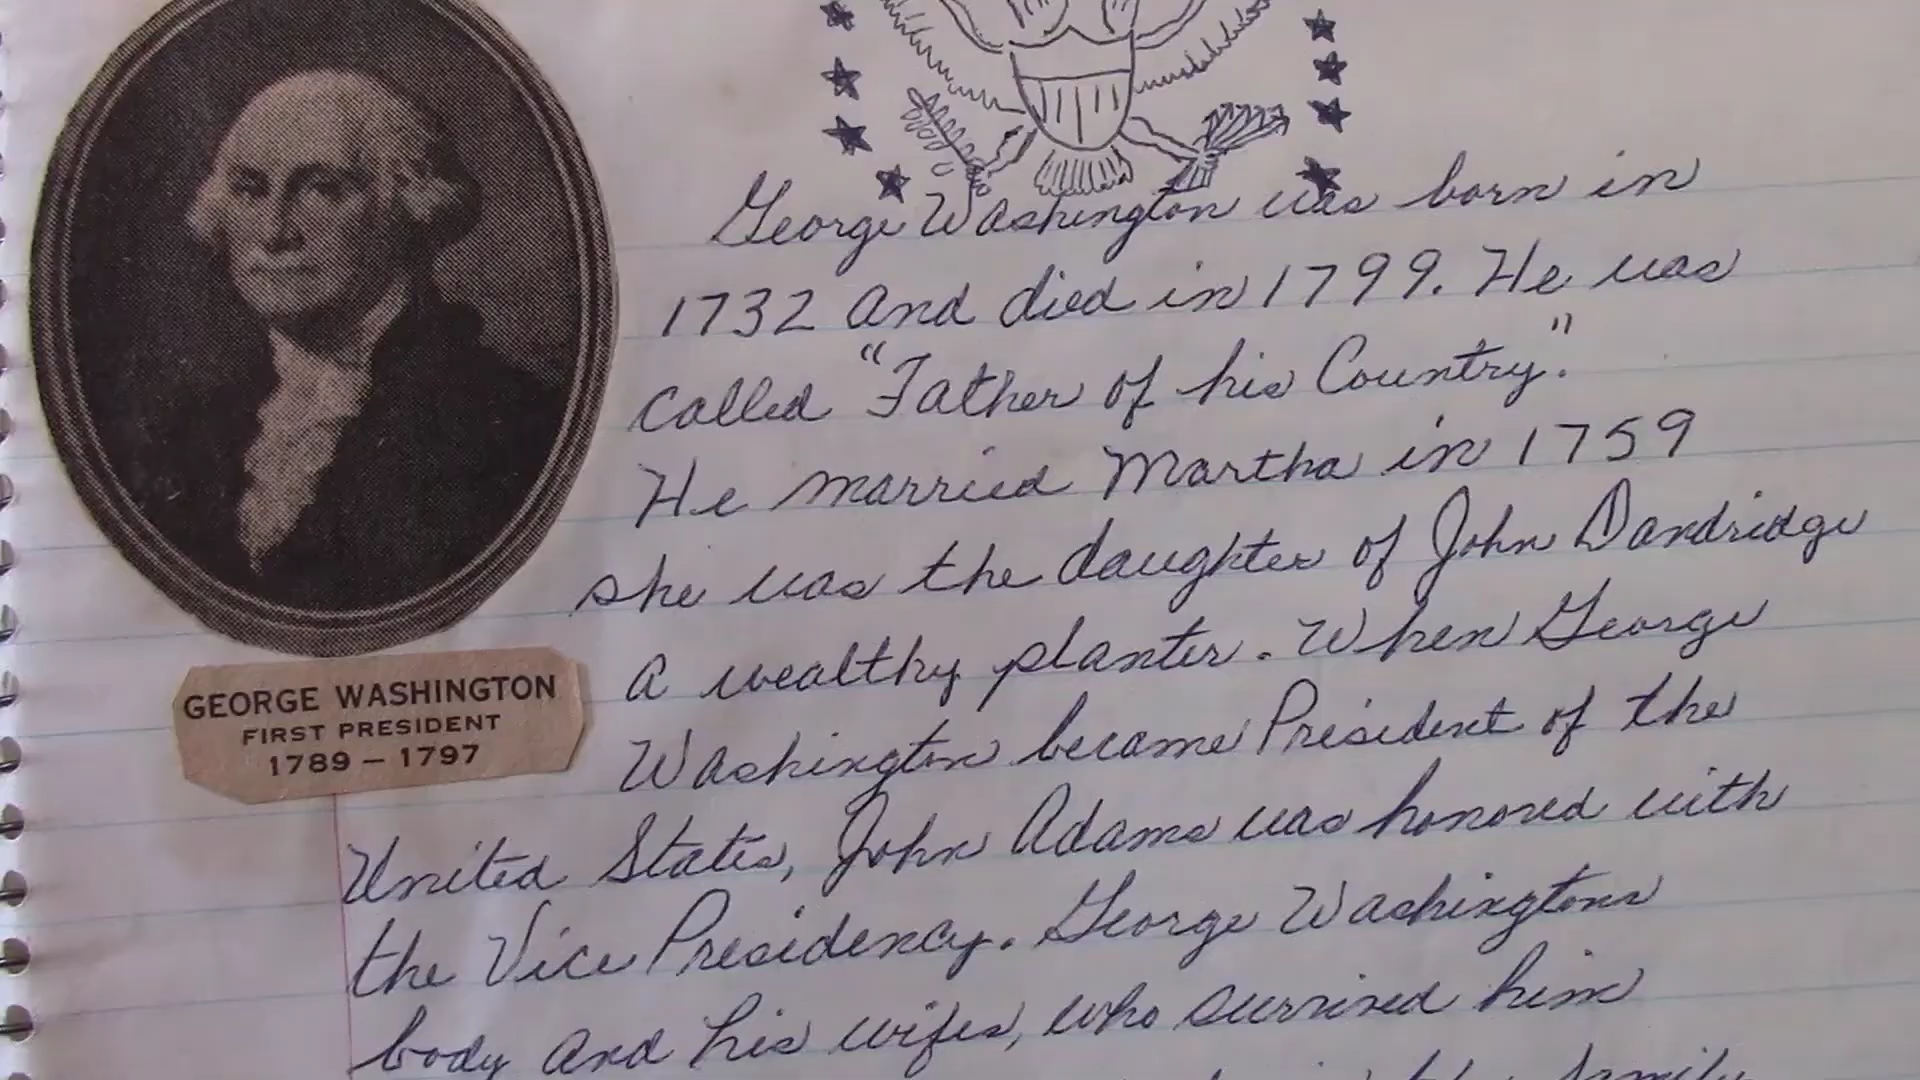 George Washington was born in
1732 and died in 1799. He was
called "Father of his Country."
He married Martha in 1759
she was the daughter of John Dandridge
a wealthy planter. When George
Washington became President of the
United States, John Adams was honored with
the Vice Presidency. George Washingtons
body and his wifes, who survived him
family
GEORGE WASHINGTON
FIRST PRESIDENT
1789 – 1797